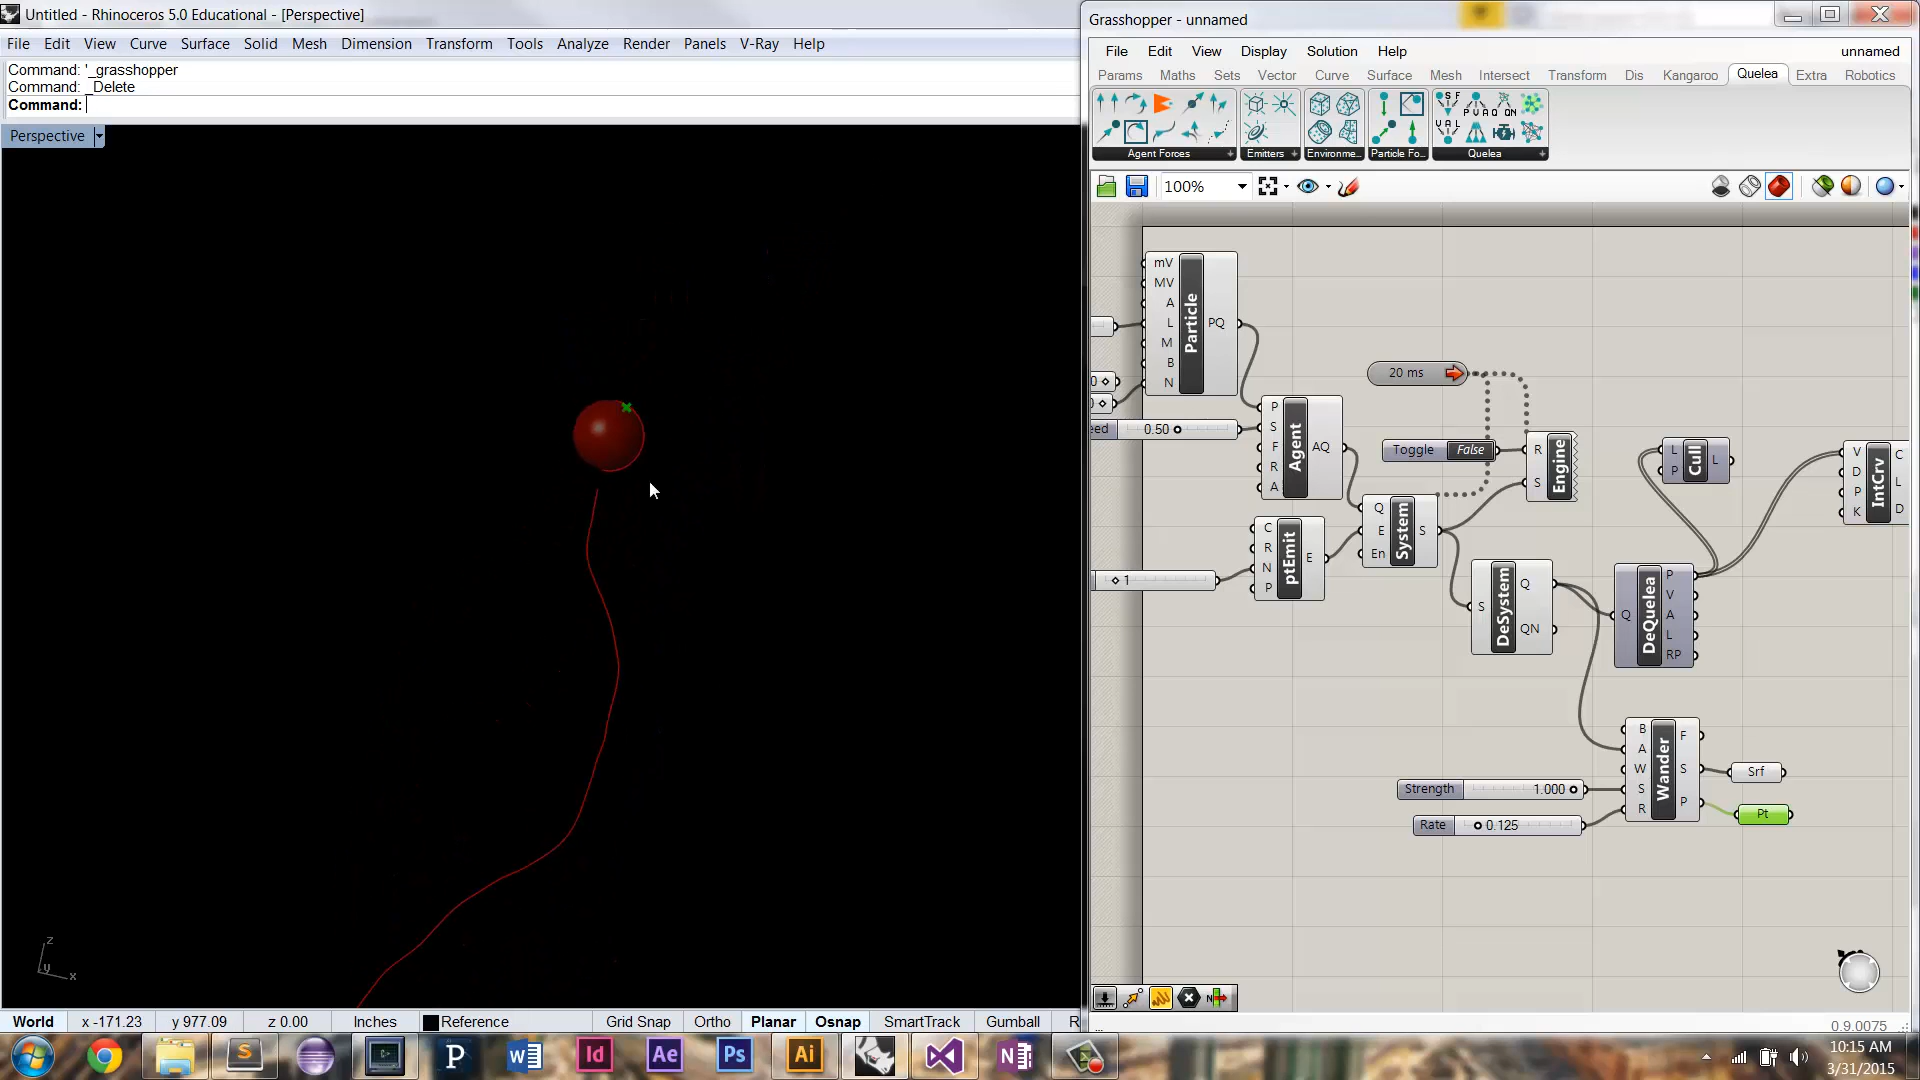 Untitled - Rhinoceros 5.0 Educational - [Perspective]
File Edit View Curve Surface Solid Mesh Dimension Transform Tools Analyze Render Panels V-Ray Help
Command: '_grasshopper
Command: _Delete
Command:
Perspective
z
y
x
World x -171.23 y 977.09 z 0.00 Inches Reference Grid Snap Ortho Planar Osnap SmartTrack Gumball R
Grasshopper - unnamed
File Edit View Display Solution Help unnamed
Params Maths Sets Vector Curve Surface Mesh Intersect Transform Dis Kangaroo Quelea Extra Robotics
Agent Forces Emitters Environme... Particle Fo... Quelea
100%
mV
MV
A
L
M
B
N
Particle
PQ
20 ms
0
0
eed 0.50
P
S
F
R
A
Agent
AQ
Toggle False
R
S
Engine
L
P
Cull
L
V
D
P
K
IntCrv
C
L
D
C
R
N
P
ptEmit
E
Q
E
En
System
S
1
S
DeSystem
Q
QN
Q
DeQuelea
P
V
A
L
RP
B
A
W
S
R
Wander
F
S
P
Srf
Pt
Strength 1.000
Rate 0.125
...
0.9.0075
10:15 AM
3/31/2015